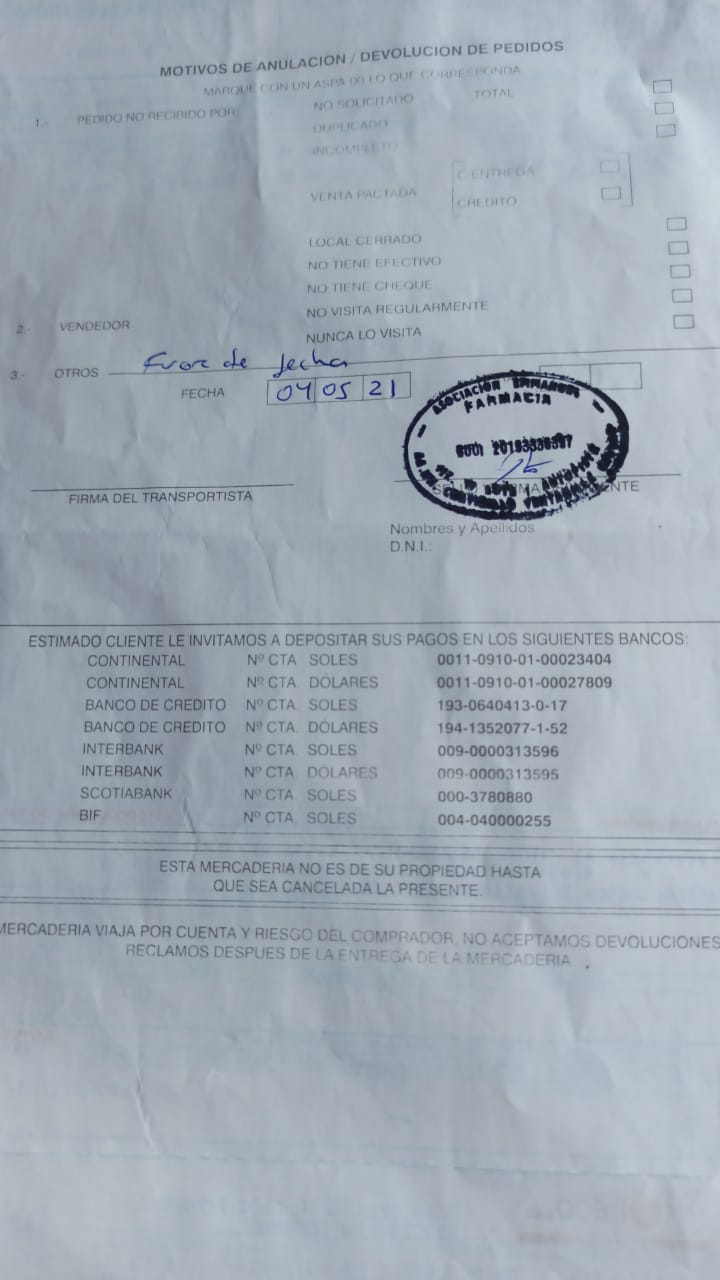 MOTIVOS DE ANULACION / DEVOLUCION DE PEDIDOS
MARQUE CON UN ASPA (X) LO QUE CORRESPONDA
1.- PEDIDO NO RECIBIDO POR: NO SOLICITADO TOTAL
DUPLICADO
INCOMPLETO
VENTA PACTADA C. ENTREGA
CREDITO
LOCAL CERRADO
NO TIENE EFECTIVO
NO TIENE CHEQUE
2.- VENDEDOR NO VISITA REGULARMENTE
NUNCA LO VISITA
3.- OTROS Fuera de fecha
FECHA 04 05 21
ASOCIACION EMMANUEL
FARMACIA
FIRMA DEL TRANSPORTISTA
Nombres y Apellidos
D.N.I.:
ESTIMADO CLIENTE LE INVITAMOS A DEPOSITAR SUS PAGOS EN LOS SIGUIENTES BANCOS:
CONTINENTAL Nº CTA. SOLES 0011-0910-01-00023404
CONTINENTAL Nº CTA. DOLARES 0011-0910-01-00027809
BANCO DE CREDITO Nº CTA. SOLES 193-0640413-0-17
BANCO DE CREDITO Nº CTA. DOLARES 194-1352077-1-52
INTERBANK Nº CTA. SOLES 009-0000313596
INTERBANK Nº CTA. DOLARES 009-0000313595
SCOTIABANK Nº CTA. SOLES 000-3780880
BIF Nº CTA. SOLES 004-040000255
ESTA MERCADERIA NO ES DE SU PROPIEDAD HASTA
QUE SEA CANCELADA LA PRESENTE.
MERCADERIA VIAJA POR CUENTA Y RIESGO DEL COMPRADOR. NO ACEPTAMOS DEVOLUCIONES
RECLAMOS DESPUES DE LA ENTREGA DE LA MERCADERIA.